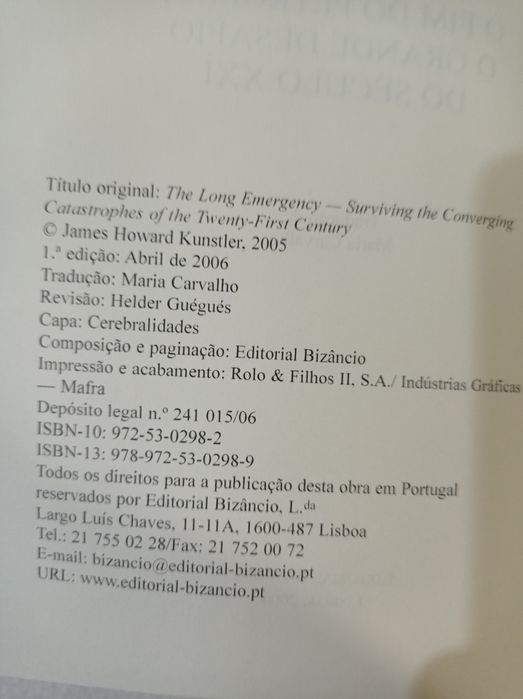 Título original: The Long Emergency — Surviving the Converging
Catastrophes of the Twenty-First Century
© James Howard Kunstler, 2005
1.ª edição: Abril de 2006
Tradução: Maria Carvalho
Revisão: Helder Guégués
Capa: Cerebralidades
Composição e paginação: Editorial Bizâncio
Impressão e acabamento: Rolo & Filhos II, S.A./ Indústrias Gráficas
— Mafra
Depósito legal n.º 241 015/06
ISBN-10: 972-53-0298-2
ISBN-13: 978-972-53-0298-9
Todos os direitos para a publicação desta obra em Portugal
reservados por Editorial Bizâncio, L.da
Largo Luís Chaves, 11-11A, 1600-487 Lisboa
Tel.: 21 755 02 28/Fax: 21 752 00 72
E-mail: bizancio@editorial-bizancio.pt
URL: www.editorial-bizancio.pt